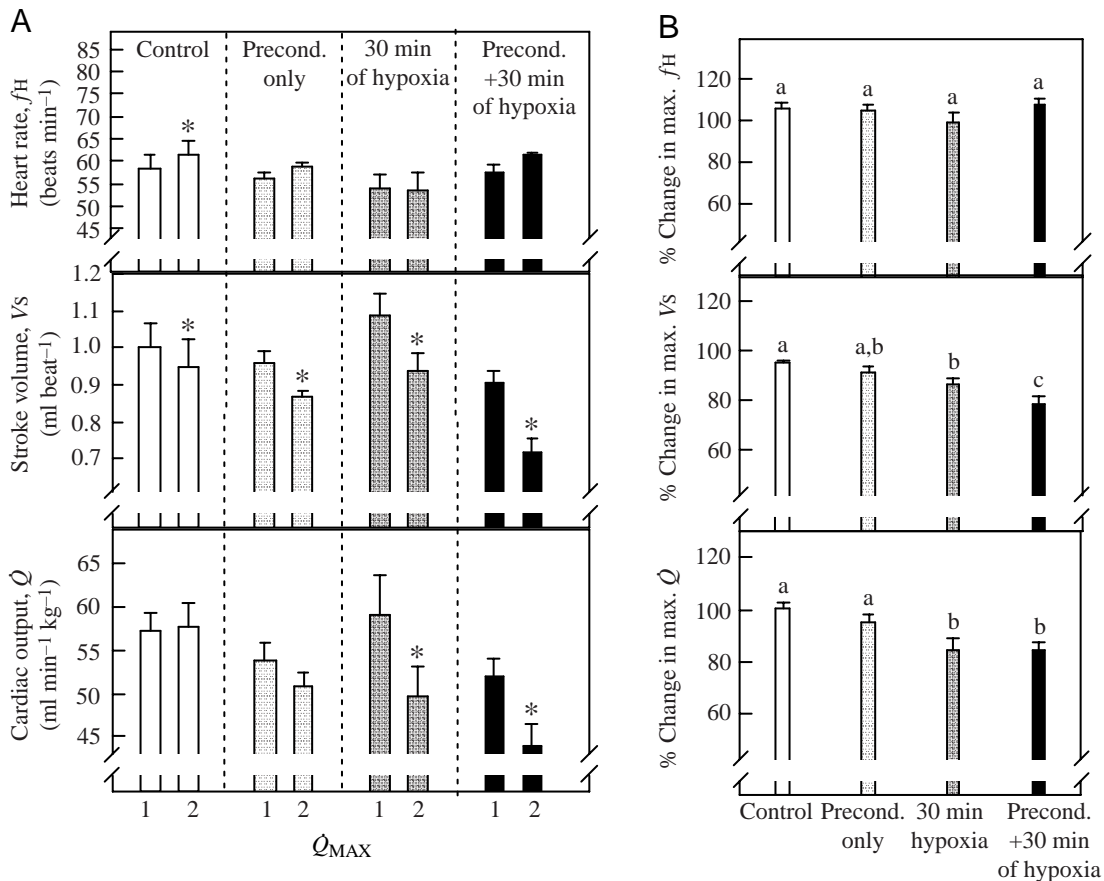 A
Control
Precond.
only
30 min
of hypoxia
Precond.
+30 min
of hypoxia
Heart rate, fH
(beats min⁻¹)
85
80
75
70
65
60
55
50
45
*
Stroke volume, Vs
(ml beat⁻¹)
1.2
1.1
1.0
0.9
0.8
0.7
*
*
*
*
Cardiac output, Q̇
(ml min⁻¹ kg⁻¹)
65
60
55
50
45
*
*
1 2 1 2 1 2 1 2
Q̇MAX
B
% Change in max. fH
120
100
80
60
a a a a
% Change in max. Vs
120
100
80
60
a a,b b c
% Change in max. Q̇
120
100
80
60
a a b b
Control
Precond.
only
30 min
hypoxia
Precond.
+30 min
of hypoxia